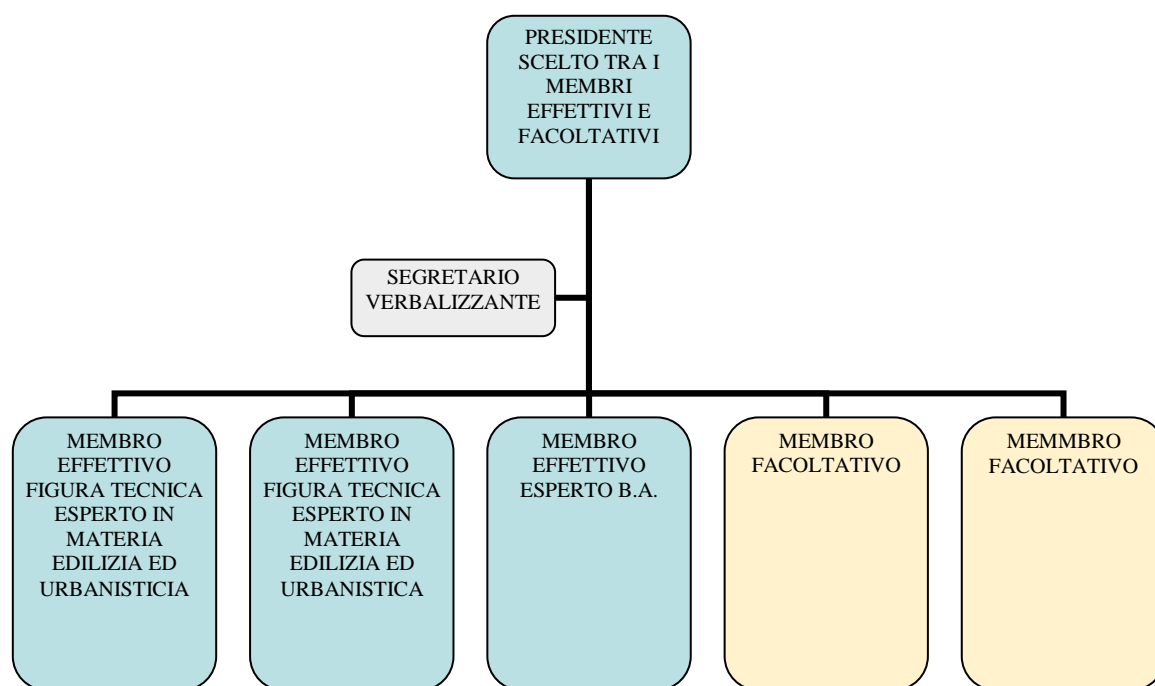 PRESIDENTE
SCELTO TRA I
MEMBRI
EFFETTIVI E
FACOLTATIVI
SEGRETARIO
VERBALIZZANTE
MEMBRO
EFFETTIVO
FIGURA TECNICA
ESPERTO IN
MATERIA
EDILIZIA ED
URBANISTICIA
MEMBRO
EFFETTIVO
FIGURA TECNICA
ESPERTO IN
MATERIA
EDILIZIA ED
URBANISTICA
MEMBRO
EFFETTIVO
ESPERTO B.A.
MEMBRO
FACOLTATIVO
MEMMBRO
FACOLTATIVO